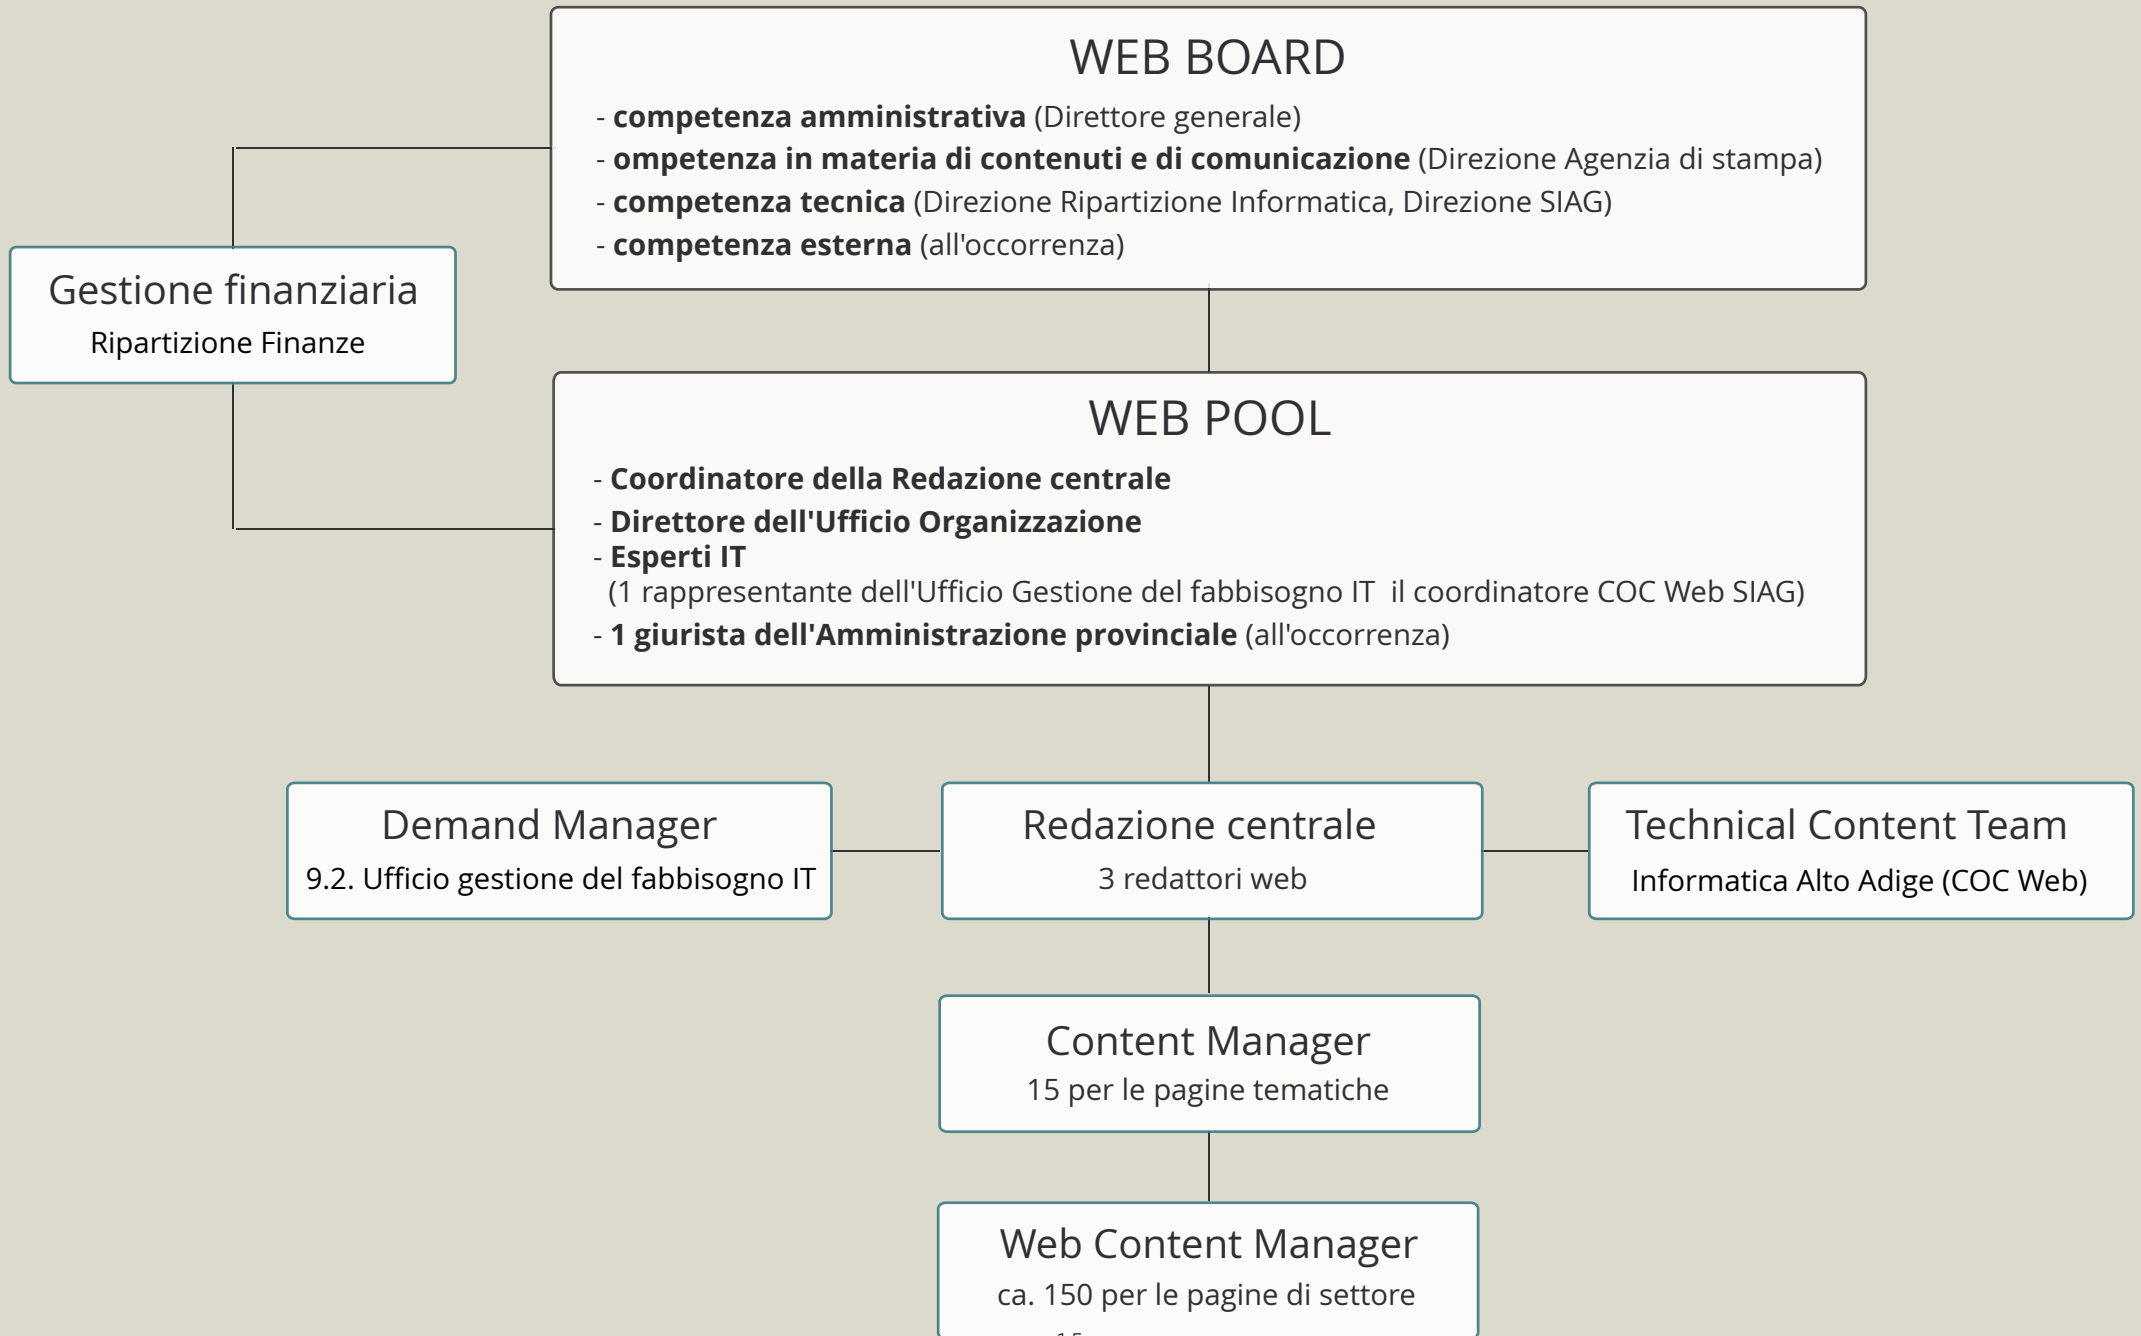 WEB BOARD
- competenza amministrativa (Direttore generale)
- ompetenza in materia di contenuti e di comunicazione (Direzione Agenzia di stampa)
- competenza tecnica (Direzione Ripartizione Informatica, Direzione SIAG)
- competenza esterna (all'occorrenza)
Gestione finanziaria
Ripartizione Finanze
WEB POOL
- Coordinatore della Redazione centrale
- Direttore dell'Ufficio Organizzazione
- Esperti IT
(1 rappresentante dell'Ufficio Gestione del fabbisogno IT  il coordinatore COC Web SIAG)
- 1 giurista dell'Amministrazione provinciale (all'occorrenza)
Demand Manager
9.2. Ufficio gestione del fabbisogno IT
Redazione centrale
3 redattori web
Technical Content Team
Informatica Alto Adige (COC Web)
Content Manager
15 per le pagine tematiche
Web Content Manager
ca. 150 per le pagine di settore